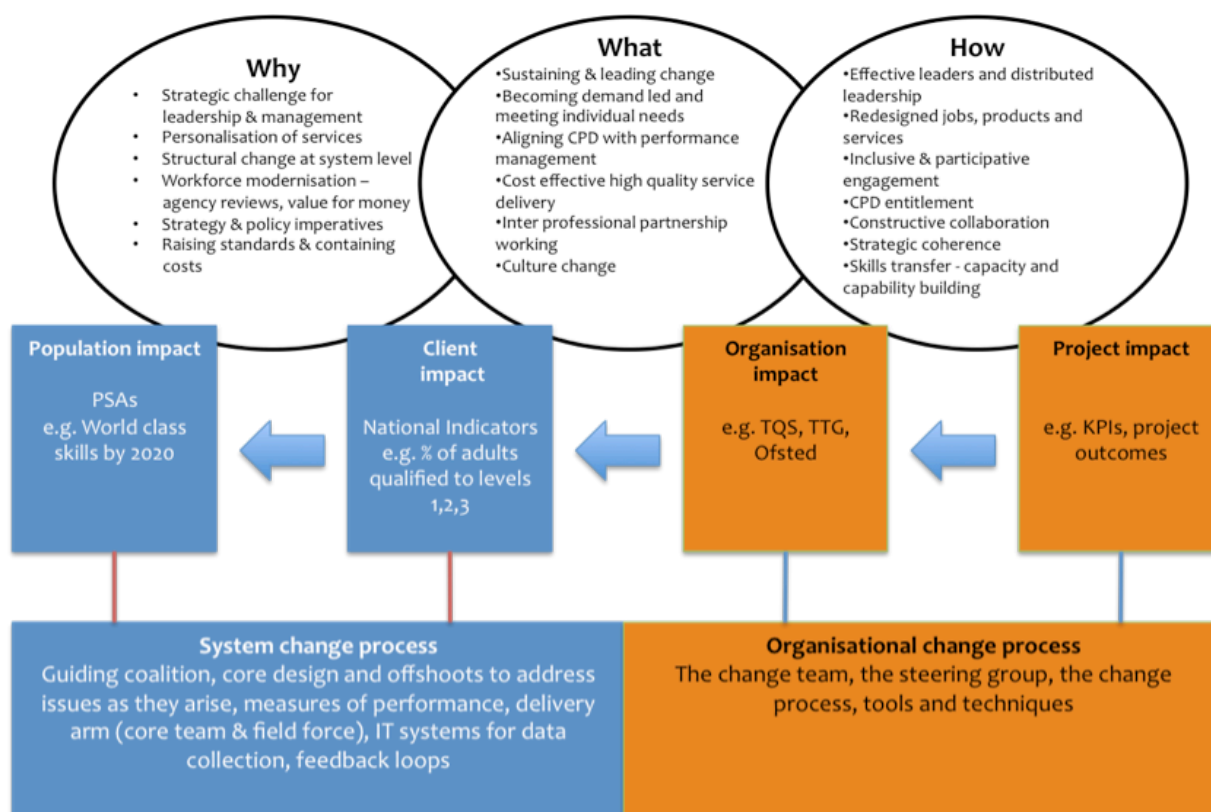 Why
• Strategic challenge for
leadership & management
• Personalisation of services
• Structural change at system level
• Workforce modernisation –
agency reviews, value for money
• Strategy & policy imperatives
• Raising standards & containing
costs
What
•Sustaining & leading change
•Becoming demand led and
meeting individual needs
•Aligning CPD with performance
management
•Cost effective high quality service
delivery
•Inter professional partnership
working
•Culture change
How
•Effective leaders and distributed
leadership
•Redesigned jobs, products and
services
•Inclusive & participative
engagement
•CPD entitlement
•Constructive collaboration
•Strategic coherence
•Skills transfer - capacity and
capability building
Population impact
PSAs
e.g. World class
skills by 2020
Client
impact
National Indicators
e.g. % of adults
qualified to levels
1,2,3
Organisation
impact
e.g. TQS, TTG,
Ofsted
Project impact
e.g. KPIs, project
outcomes
System change process
Guiding coalition, core design and offshoots to address
issues as they arise, measures of performance, delivery
arm (core team & field force), IT systems for data
collection, feedback loops
Organisational change process
The change team, the steering group, the change
process, tools and techniques